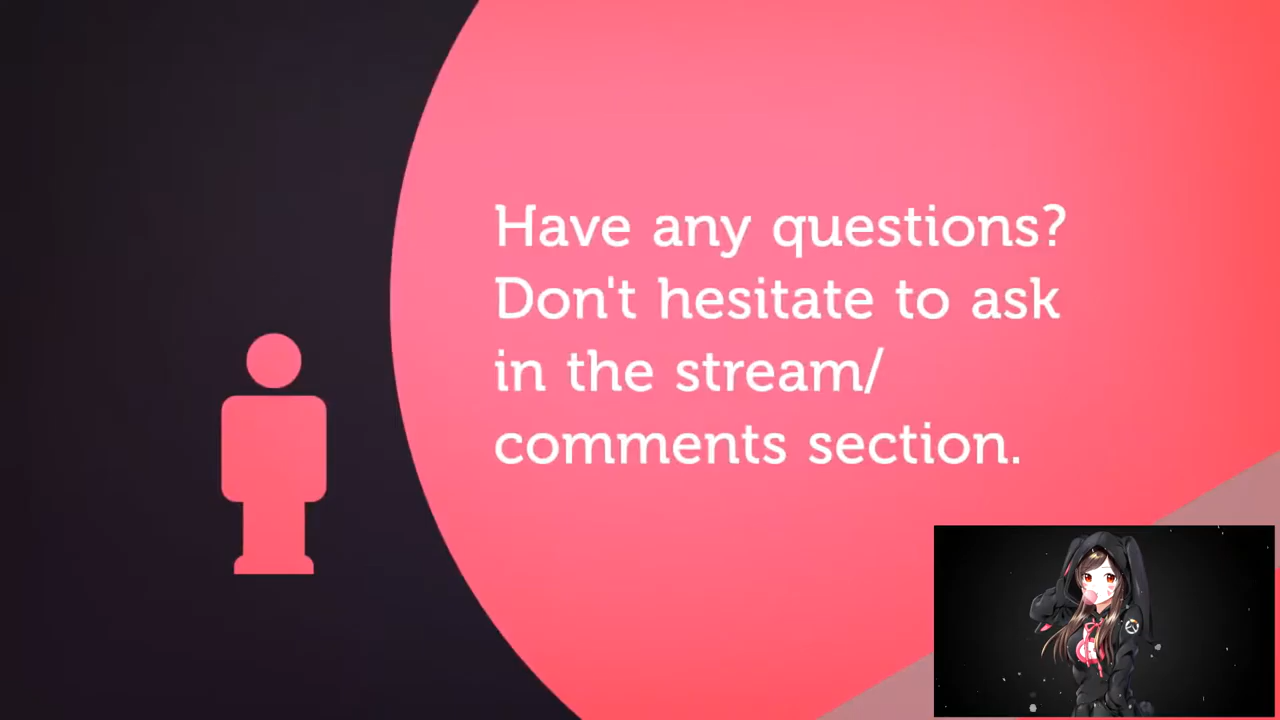 Have any questions?
Don't hesitate to ask
in the stream/
comments section.